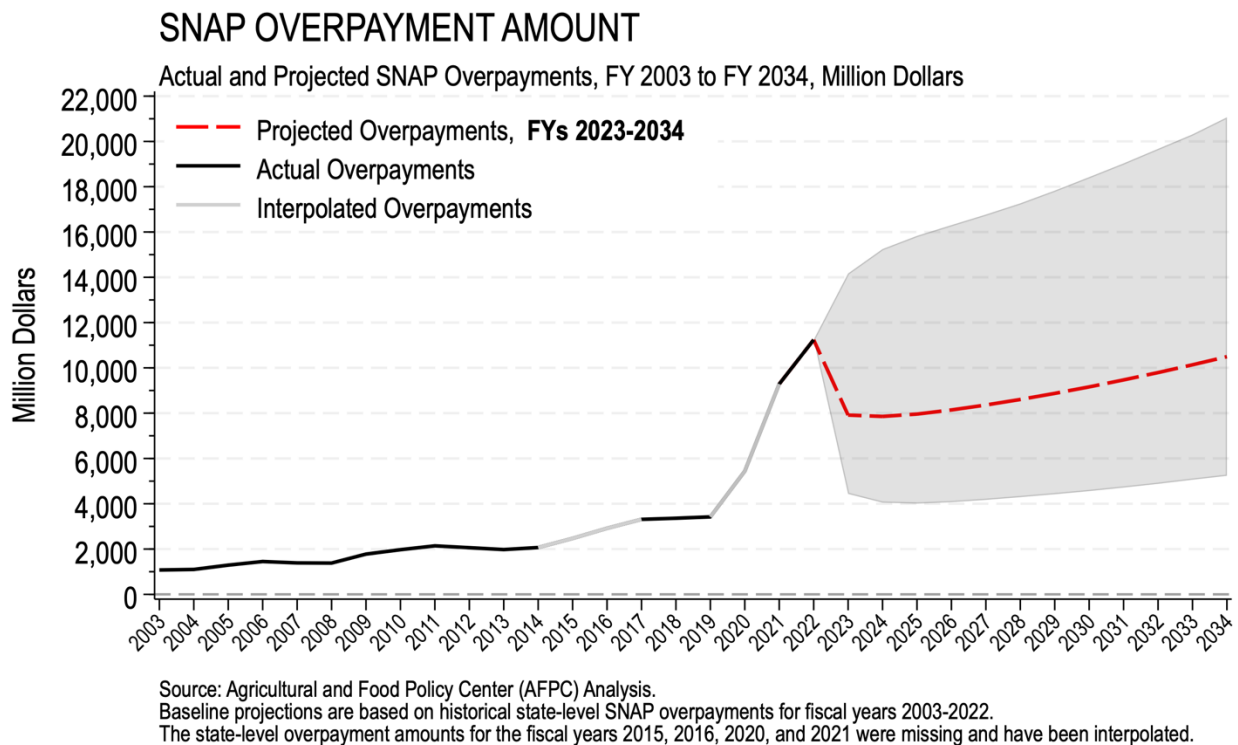 SNAP OVERPAYMENT AMOUNT
Actual and Projected SNAP Overpayments, FY 2003 to FY 2034, Million Dollars
22,000
20,000
18,000
16,000
14,000
12,000
10,000
8,000
6,000
4,000
2,000
0
Million Dollars
Projected Overpayments, FYs 2023-2034
Actual Overpayments
Interpolated Overpayments
2003 2004 2005 2006 2007 2008 2009 2010 2011 2012 2013 2014 2015 2016 2017 2018 2019 2020 2021 2022 2023 2024 2025 2026 2027 2028 2029 2030 2031 2032 2033 2034
Source: Agricultural and Food Policy Center (AFPC) Analysis.
Baseline projections are based on historical state-level SNAP overpayments for fiscal years 2003-2022.
The state-level overpayment amounts for the fiscal years 2015, 2016, 2020, and 2021 were missing and have been interpolated.